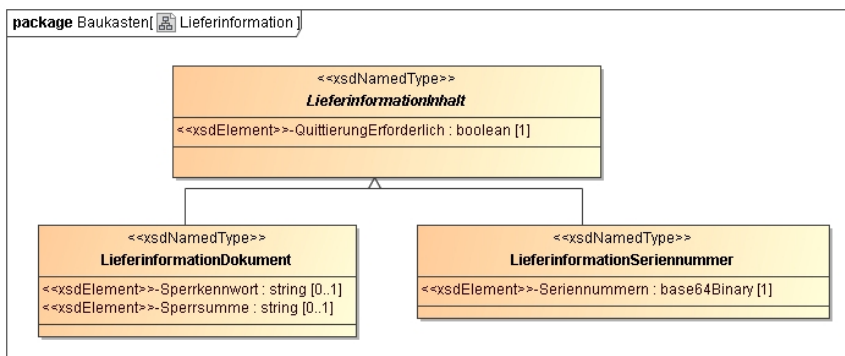 package Baukasten[ Lieferinformation ]
<<xsdNamedType>>
LieferinformationInhalt
<<xsdElement>>-QuittierungErforderlich : boolean [1]
<<xsdNamedType>>
LieferinformationDokument
<<xsdElement>>-Sperrkennwort : string [0..1]
<<xsdElement>>-Sperrsumme : string [0..1]
<<xsdNamedType>>
LieferinformationSeriennummer
<<xsdElement>>-Seriennummern : base64Binary [1]